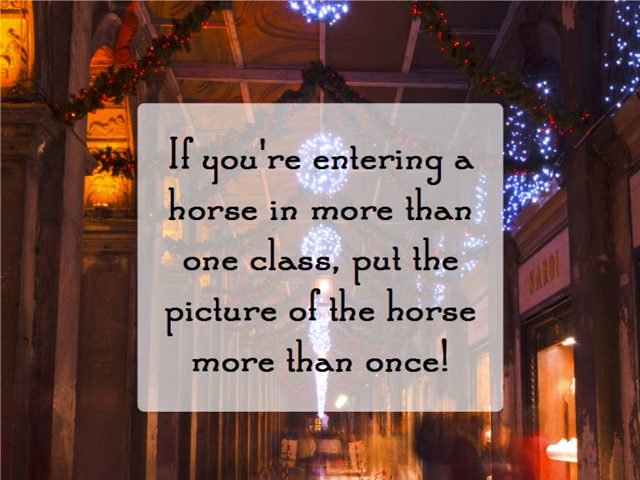 If you're entering a
horse in more than
one class, put the
picture of the horse
more than once!
NARDI